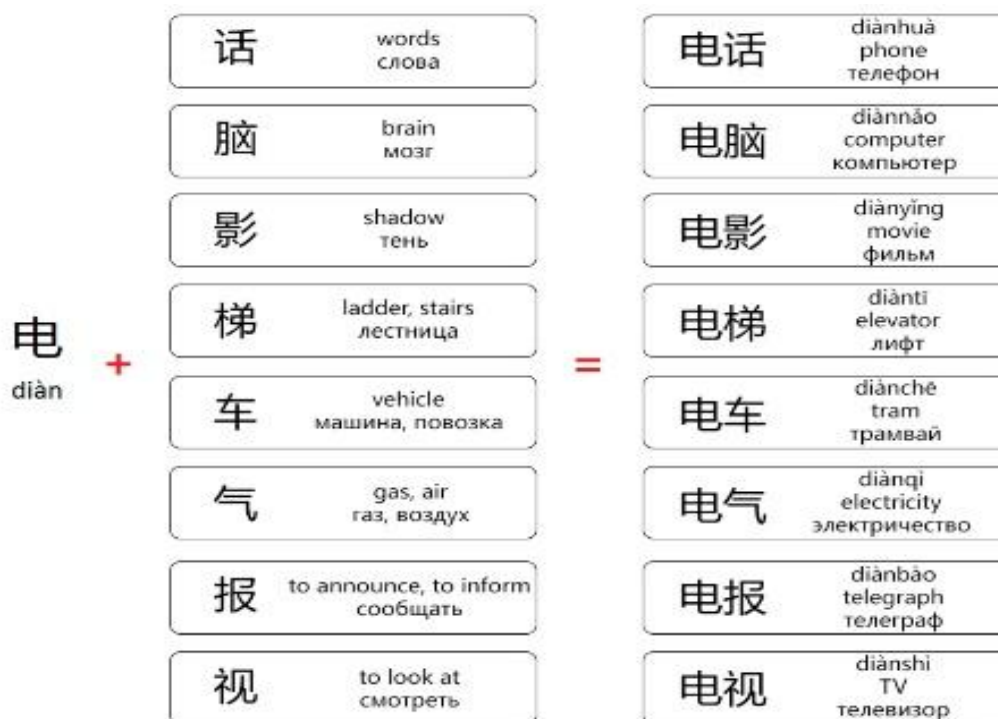 话
words
слова
电话
diànhuà
phone
телефон
脑
brain
мозг
电脑
diànnǎo
computer
компьютер
影
shadow
тень
电影
diànyǐng
movie
фильм
电
diàn
+
梯
ladder, stairs
лестница
=
电梯
diàntī
elevator
лифт
车
vehicle
машина, повозка
电车
diànchē
tram
трамвай
气
gas, air
газ, воздух
电气
diànqì
electricity
электричество
报
to announce, to inform
сообщать
电报
diànbào
telegraph
телеграф
视
to look at
смотреть
电视
diànshì
TV
телевизор